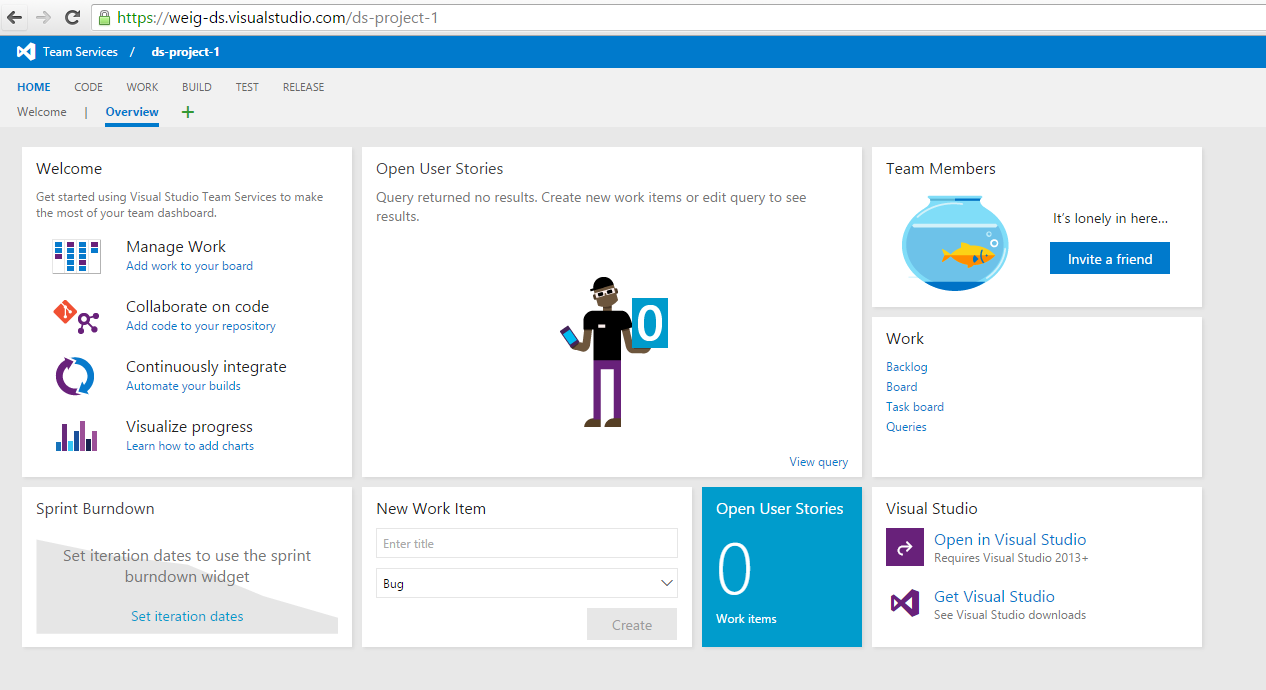 https://weig-ds.visualstudio.com/ds-project-1
Team Services / ds-project-1
HOME CODE WORK BUILD TEST RELEASE
Welcome | Overview +
Welcome
Get started using Visual Studio Team Services to make
the most of your team dashboard.
Manage Work
Add work to your board
Collaborate on code
Add code to your repository
Continuously integrate
Automate your builds
Visualize progress
Learn how to add charts
Open User Stories
Query returned no results. Create new work items or edit query to see
results.
0
View query
Team Members
It's lonely in here...
Invite a friend
Work
Backlog
Board
Task board
Queries
Sprint Burndown
Set iteration dates to use the sprint
burndown widget
Set iteration dates
New Work Item
Enter title
Bug
Create
Open User Stories
0
Work items
Visual Studio
Open in Visual Studio
Requires Visual Studio 2013+
Get Visual Studio
See Visual Studio downloads